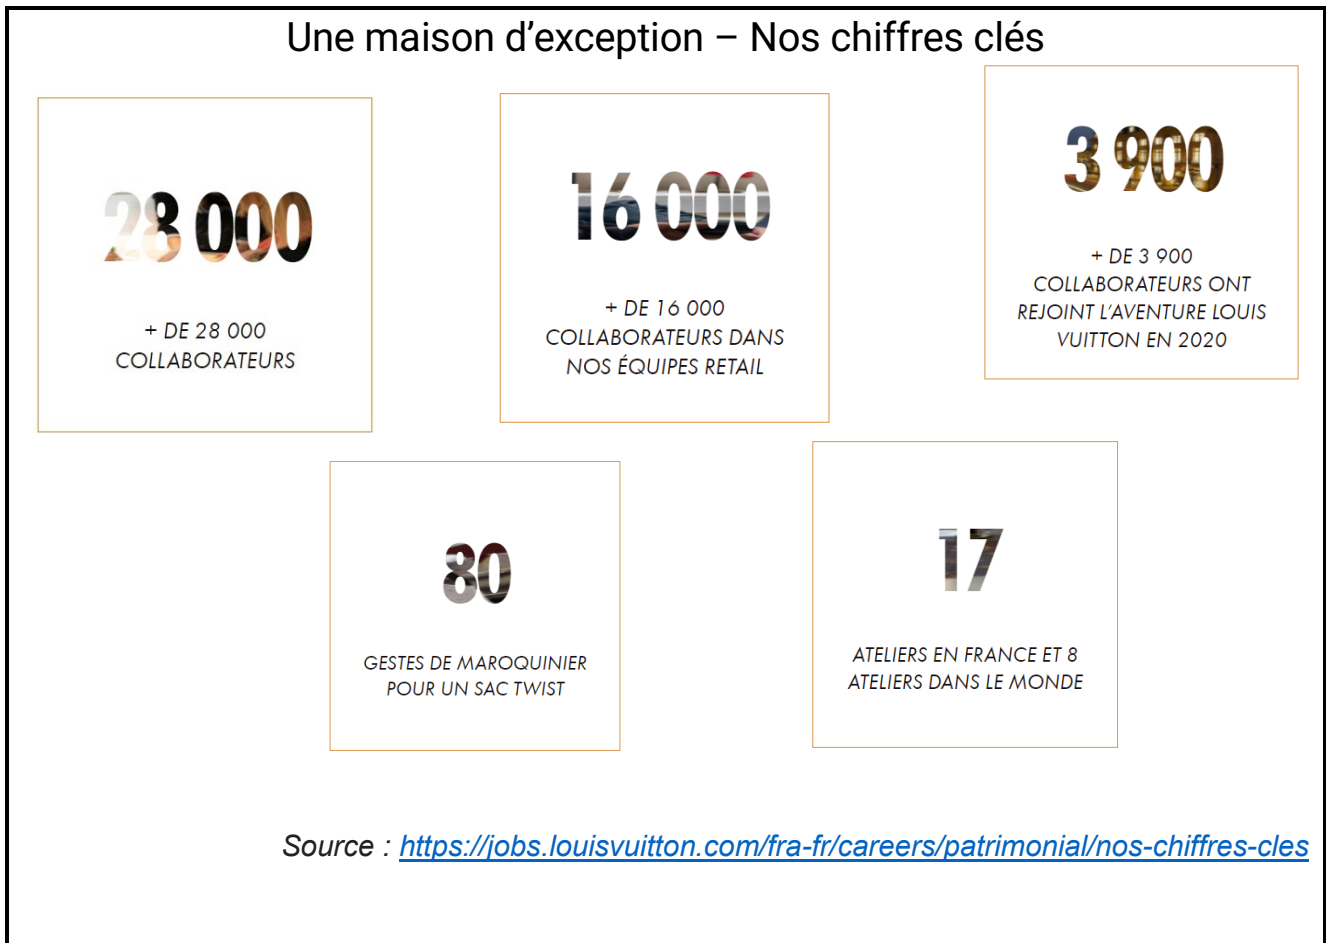 Une maison d’exception – Nos chiffres clés
28 000
+ DE 28 000
COLLABORATEURS
16 000
+ DE 16 000
COLLABORATEURS DANS
NOS ÉQUIPES RETAIL
3 900
+ DE 3 900
COLLABORATEURS ONT
REJOINT L’AVENTURE LOUIS
VUITTON EN 2020
80
GESTES DE MAROQUINIER
POUR UN SAC TWIST
17
ATELIERS EN FRANCE ET 8
ATELIERS DANS LE MONDE
Source : https://jobs.louisvuitton.com/fra-fr/careers/patrimonial/nos-chiffres-cles